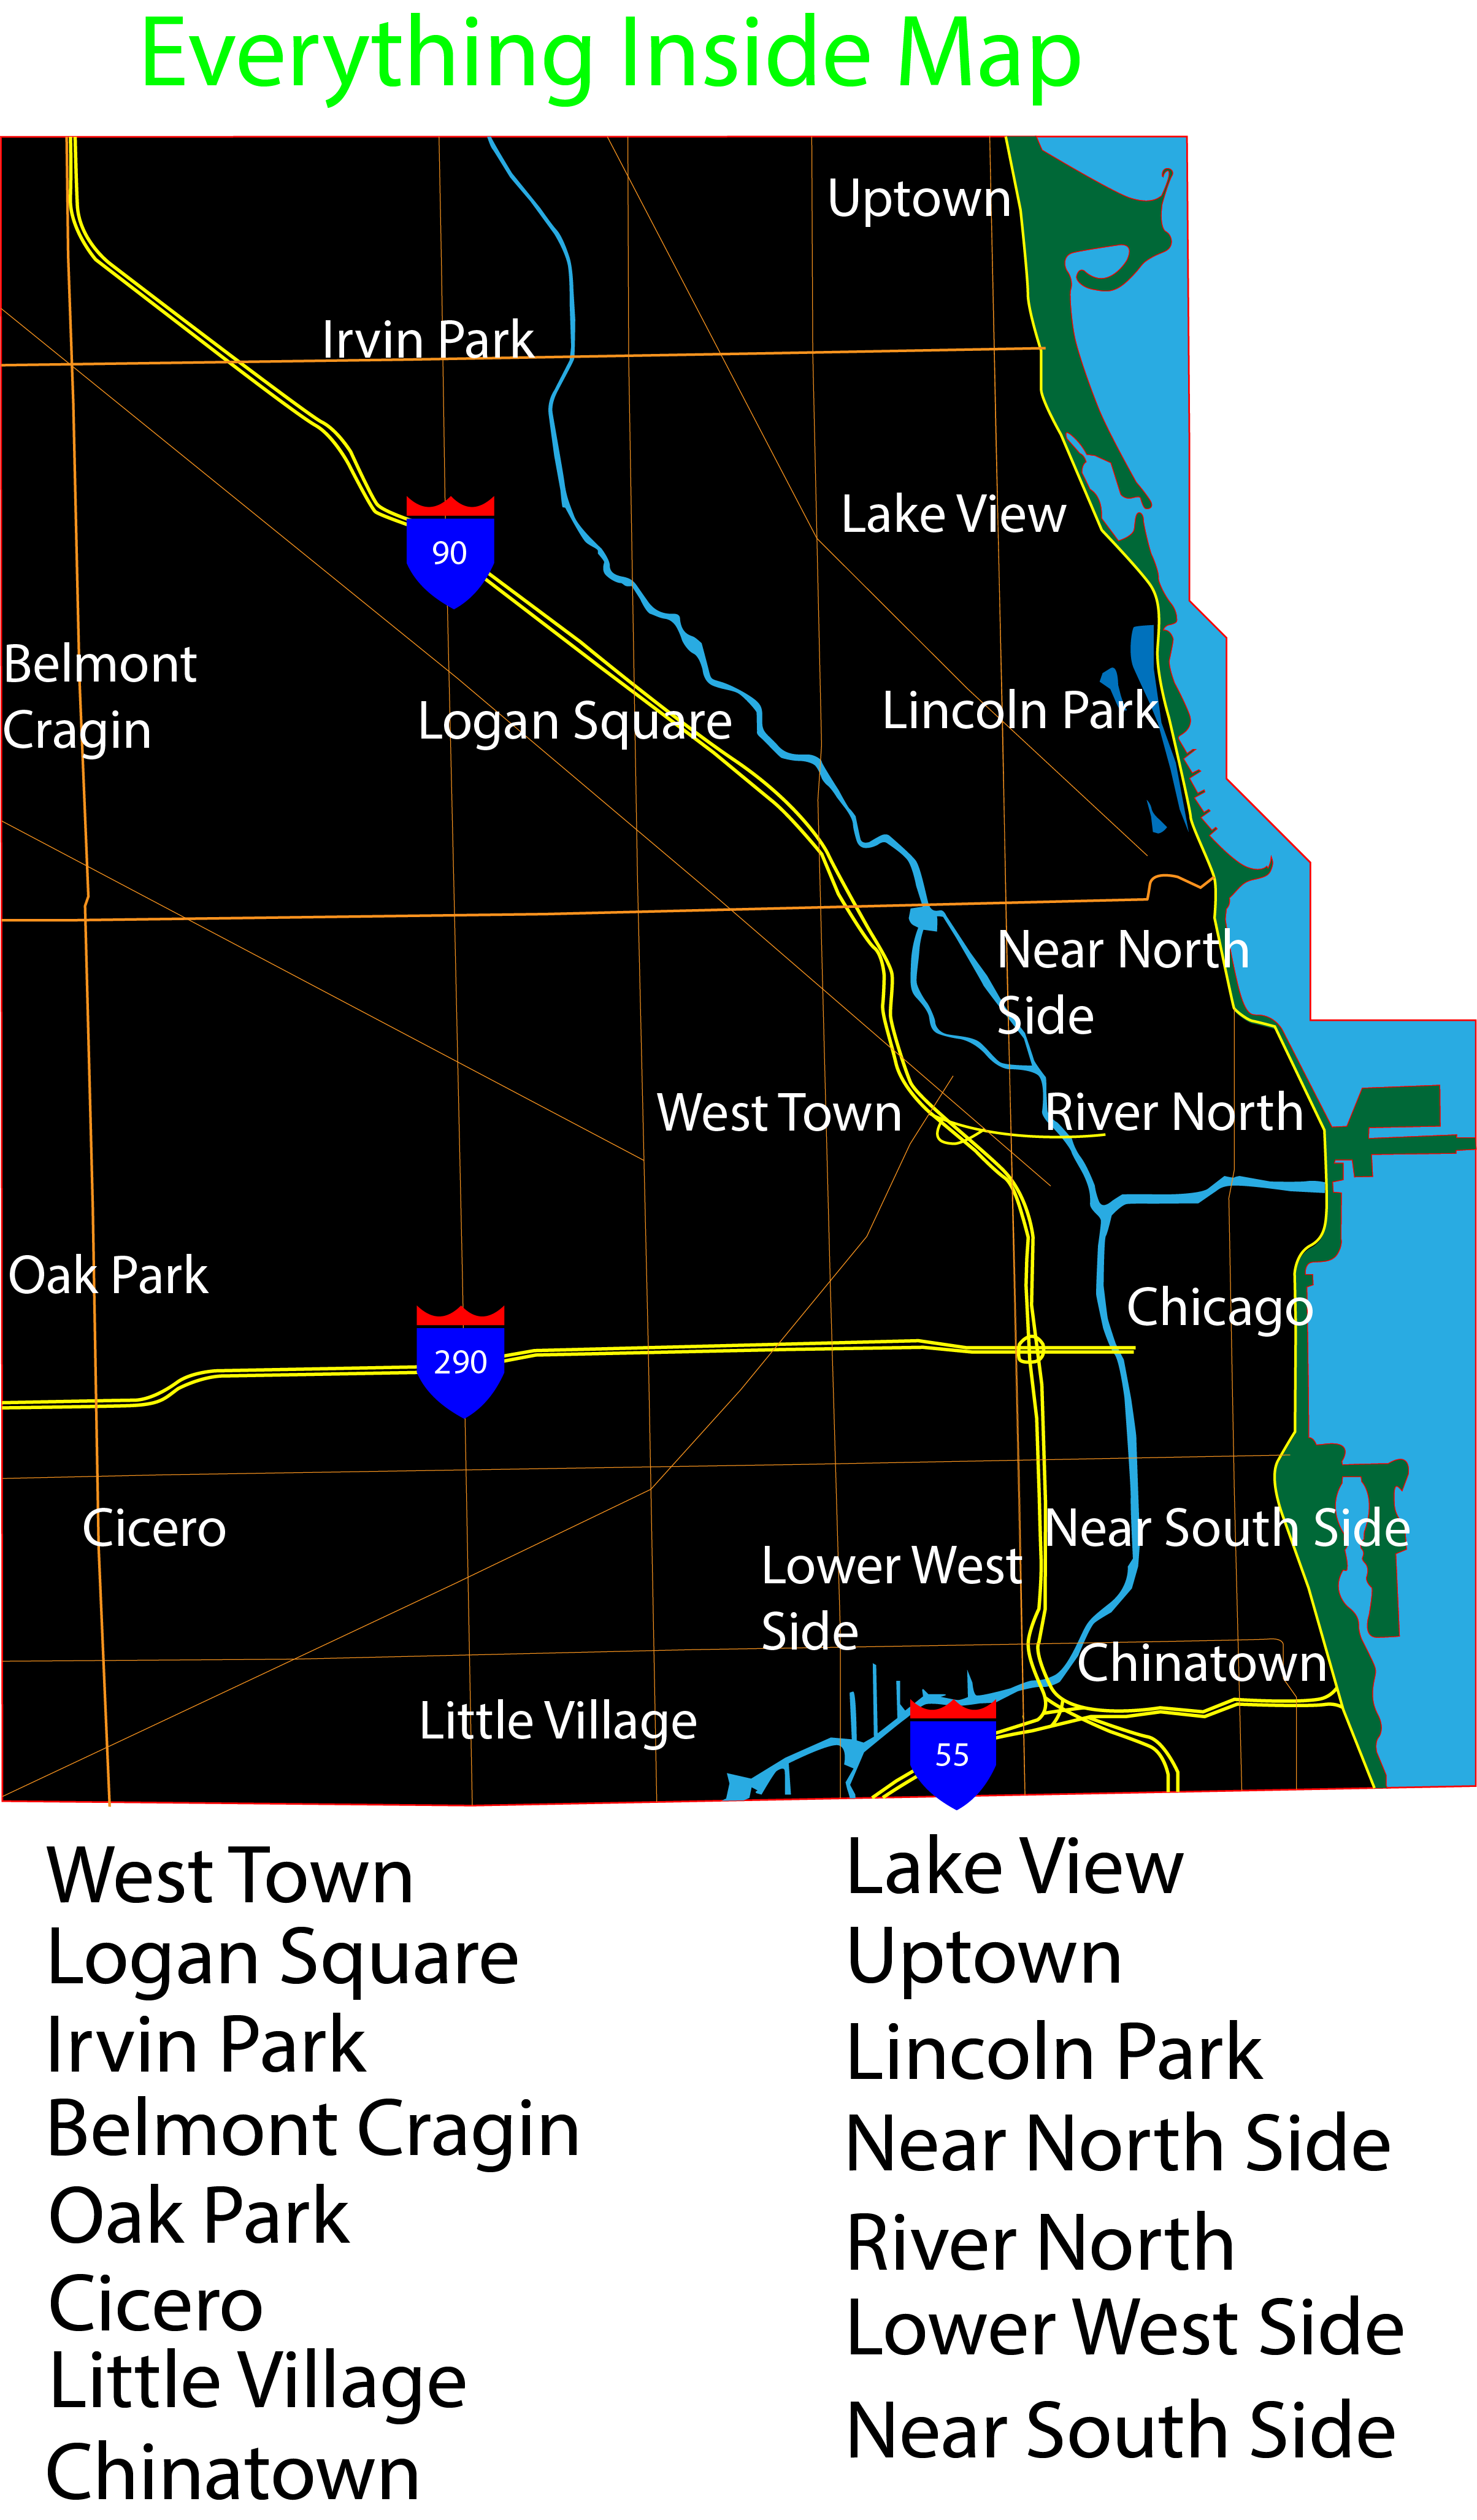 Everything Inside Map
Uptown
Irvin Park
Lake View
90
Belmont
Cragin
Logan Square
Lincoln Park
Near North
Side
West Town
River North
Oak Park
Chicago
290
Cicero
Near South Side
Lower West
Side
Chinatown
Little Village
55
West Town
Logan Square
Irvin Park
Belmont Cragin
Oak Park
Cicero
Little Village
Chinatown
Lake View
Uptown
Lincoln Park
Near North Side
River North
Lower West Side
Near South Side